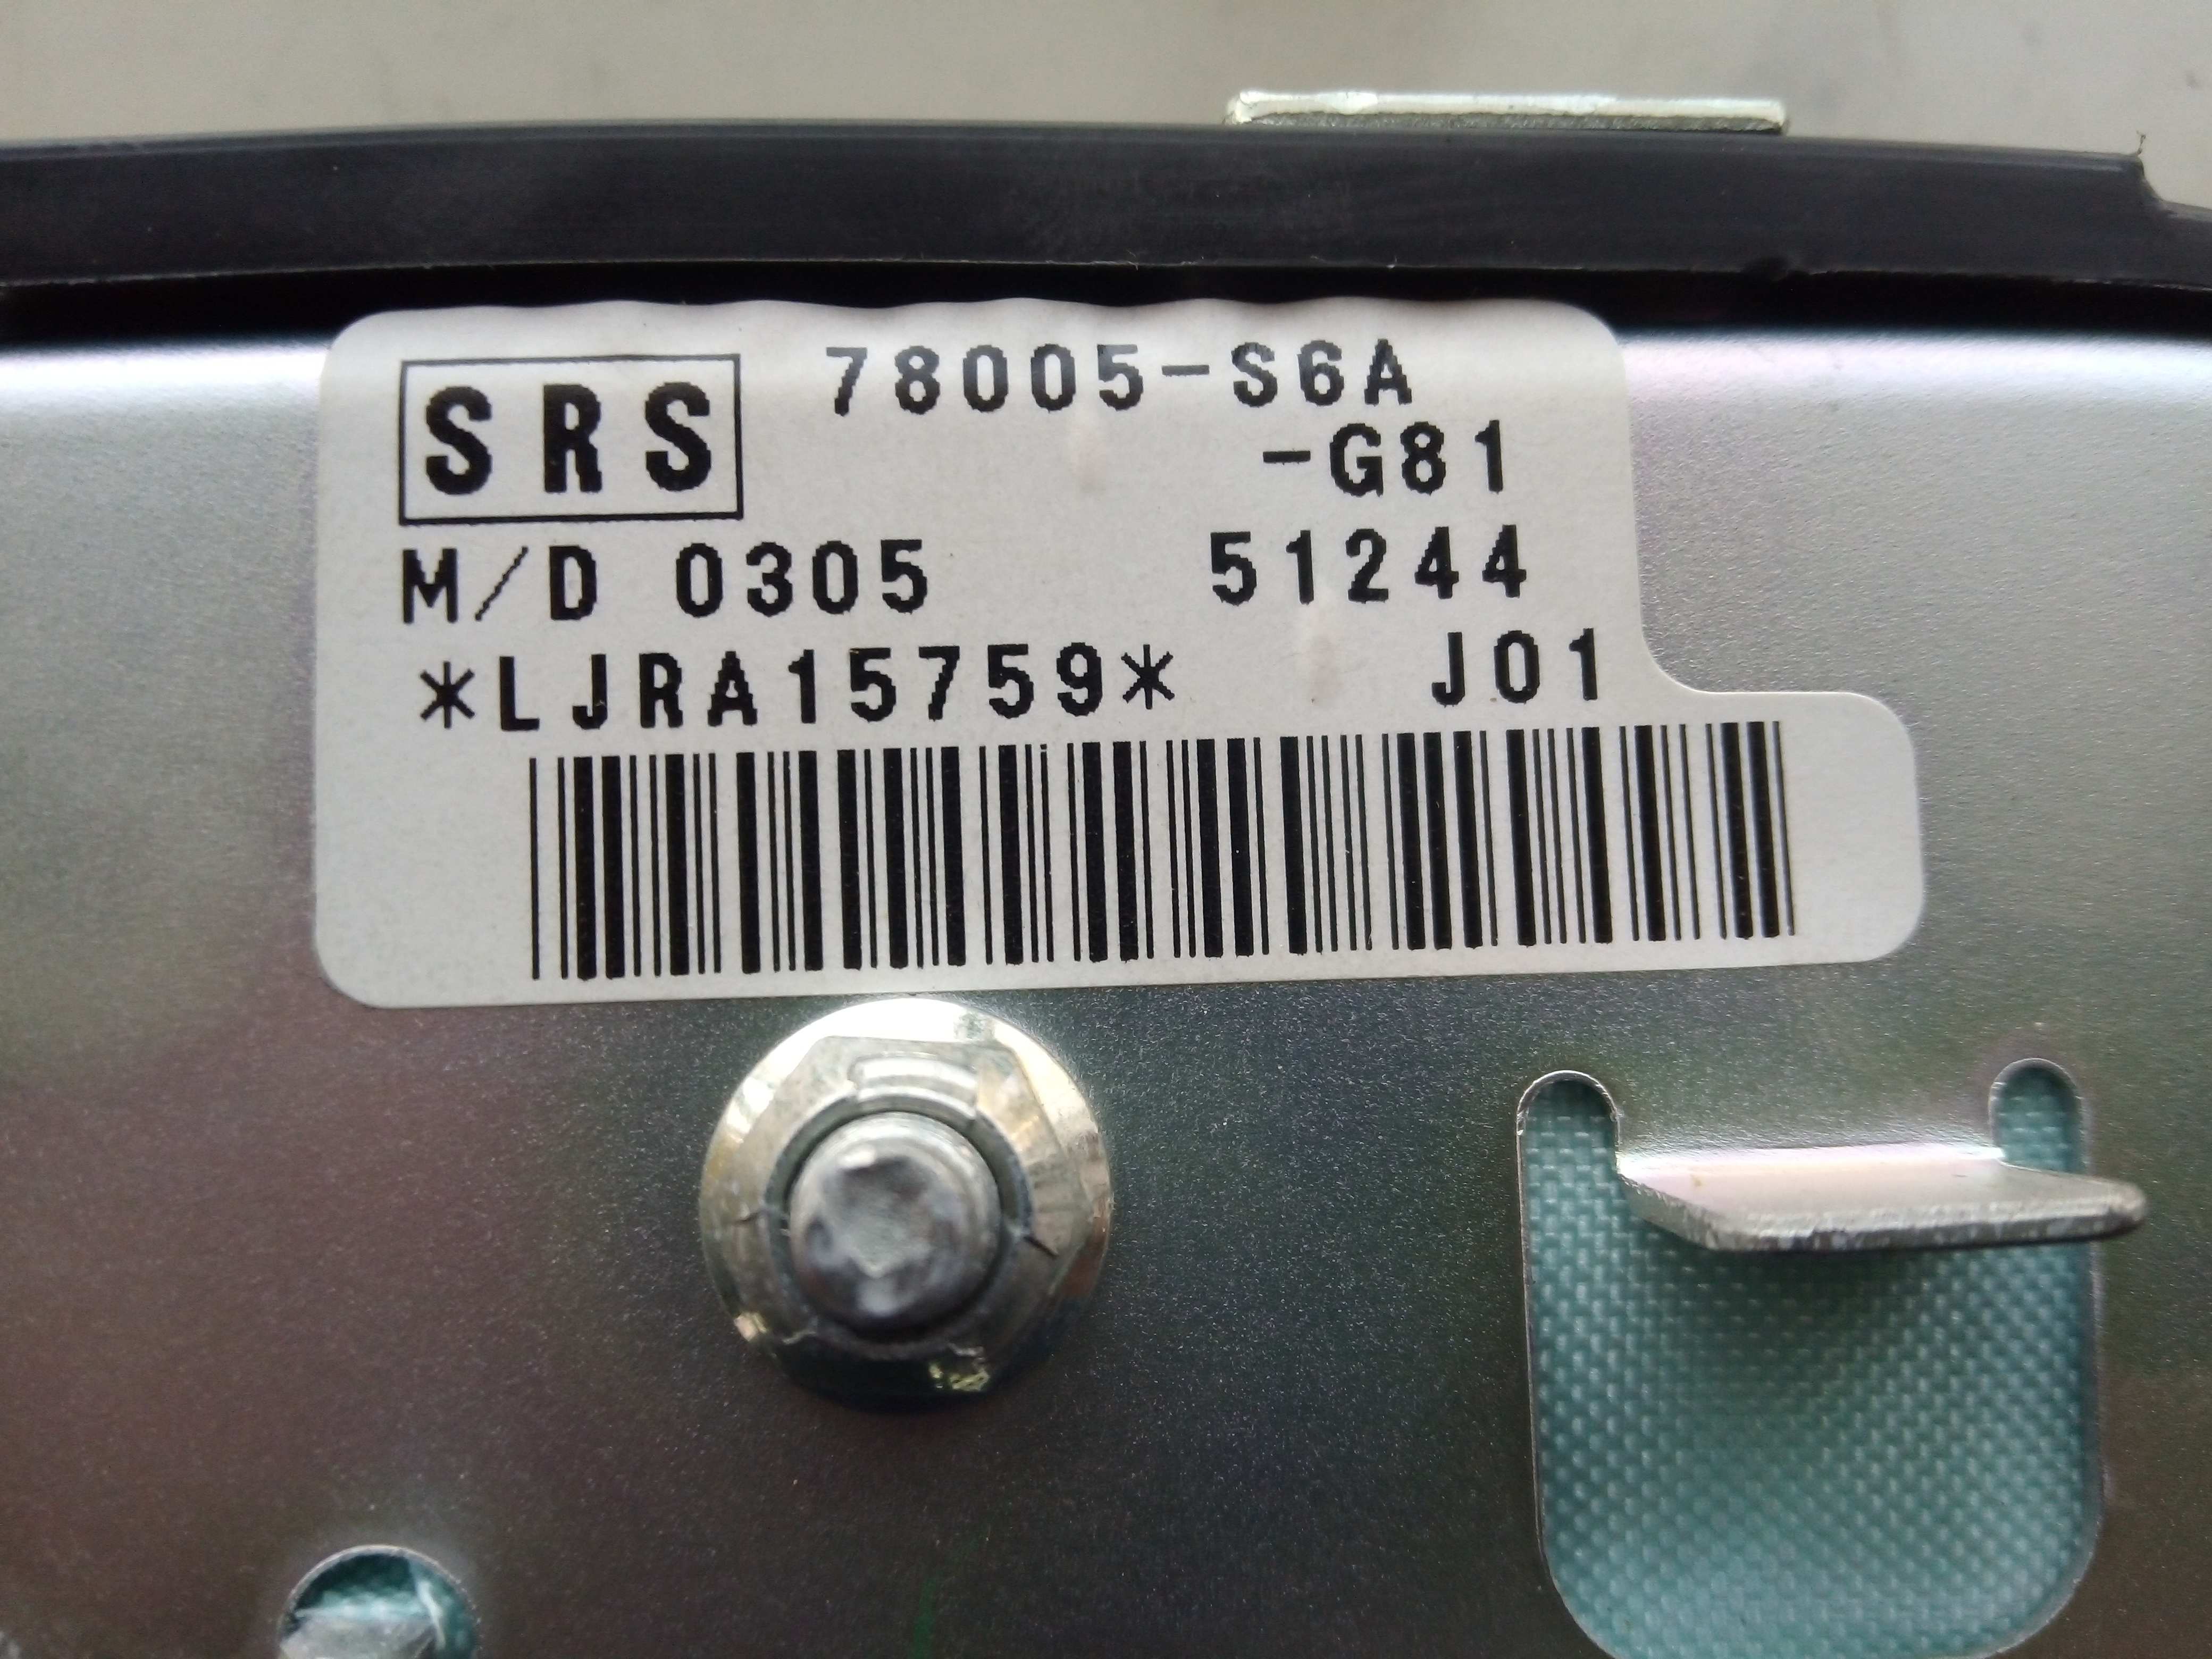 SRS 78005-S6A
-G81
M/D 0305 51244
*LJRA15759* J01